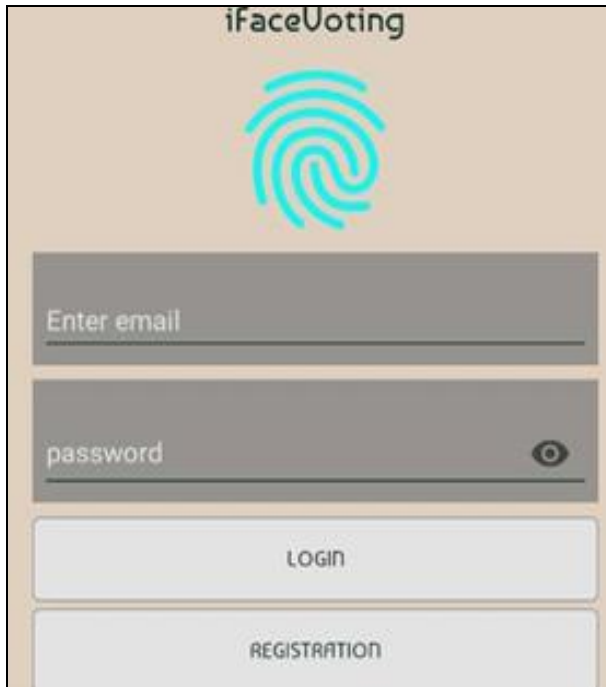 iFaceVoting
Enter email
password
LOGIN
REGISTRATION